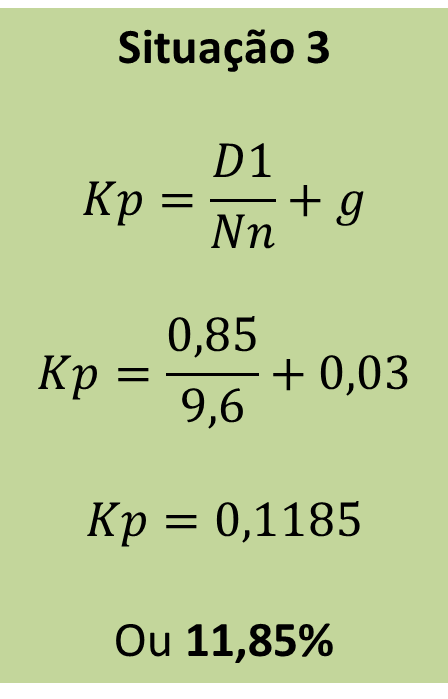 Situação 3
Kp = D1/Nn + g
Kp = 0,85/9,6 + 0,03
Kp = 0,1185
Ou 11,85%